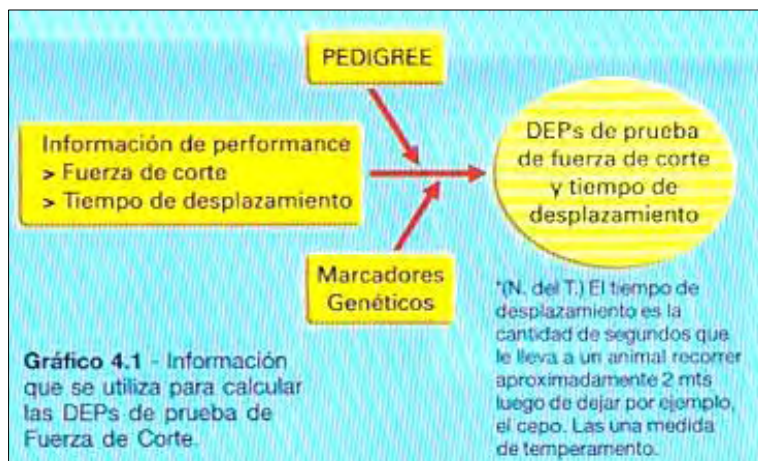 PEDIGREE
Información de performance
> Fuerza de corte
> Tiempo de desplazamiento
DEPs de prueba
de fuerza de corte
y tiempo de
desplazamiento
Marcadores
Genéticos
Gráfico 4.1 - Información
que se utiliza para calcular
las DEPs de prueba de
Fuerza de Corte.
*(N. del T.) El tiempo de
desplazamiento es la
cantidad de segundos que
le lleva a un animal recorrer
aproximadamente 2 mts
luego de dejar por ejemplo,
el cepo. Las una medida
de temperamento.